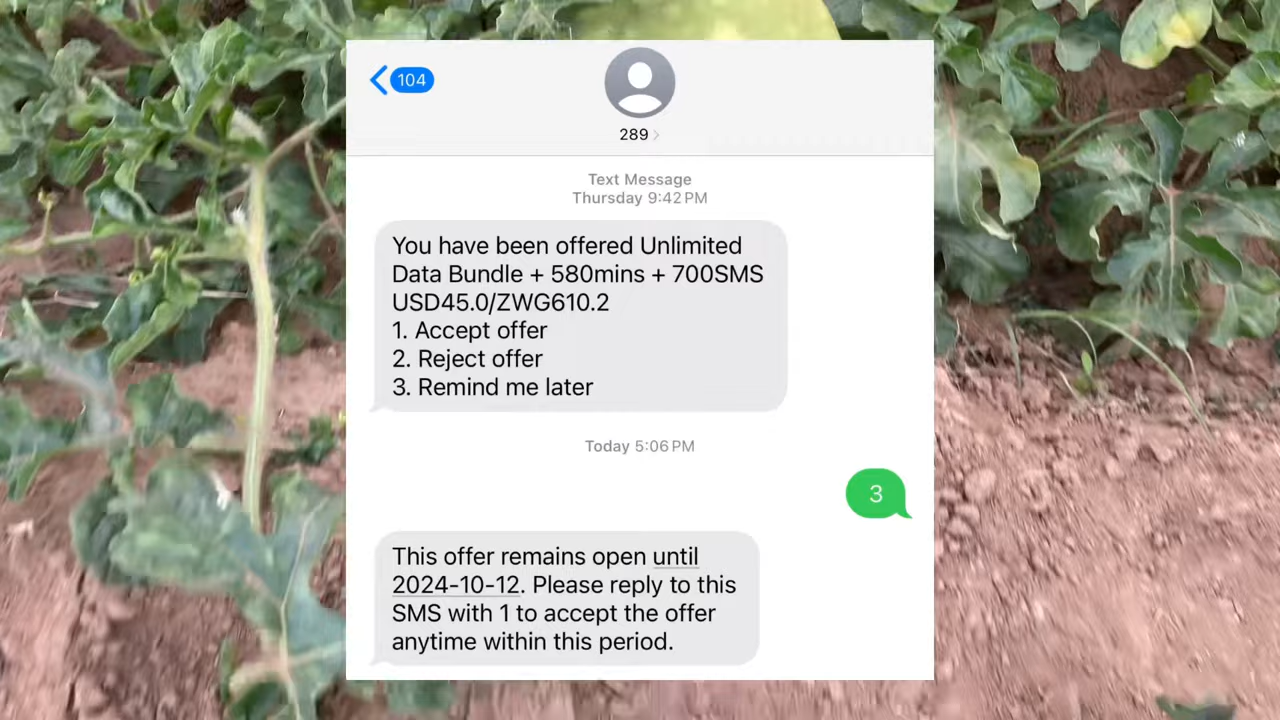 104
289
Text Message
Thursday 9:42 PM
You have been offered Unlimited
Data Bundle + 580mins + 700SMS
USD45.0/ZWG610.2
1. Accept offer
2. Reject offer
3. Remind me later
Today 5:06 PM
3
This offer remains open until
2024-10-12. Please reply to this
SMS with 1 to accept the offer
anytime within this period.